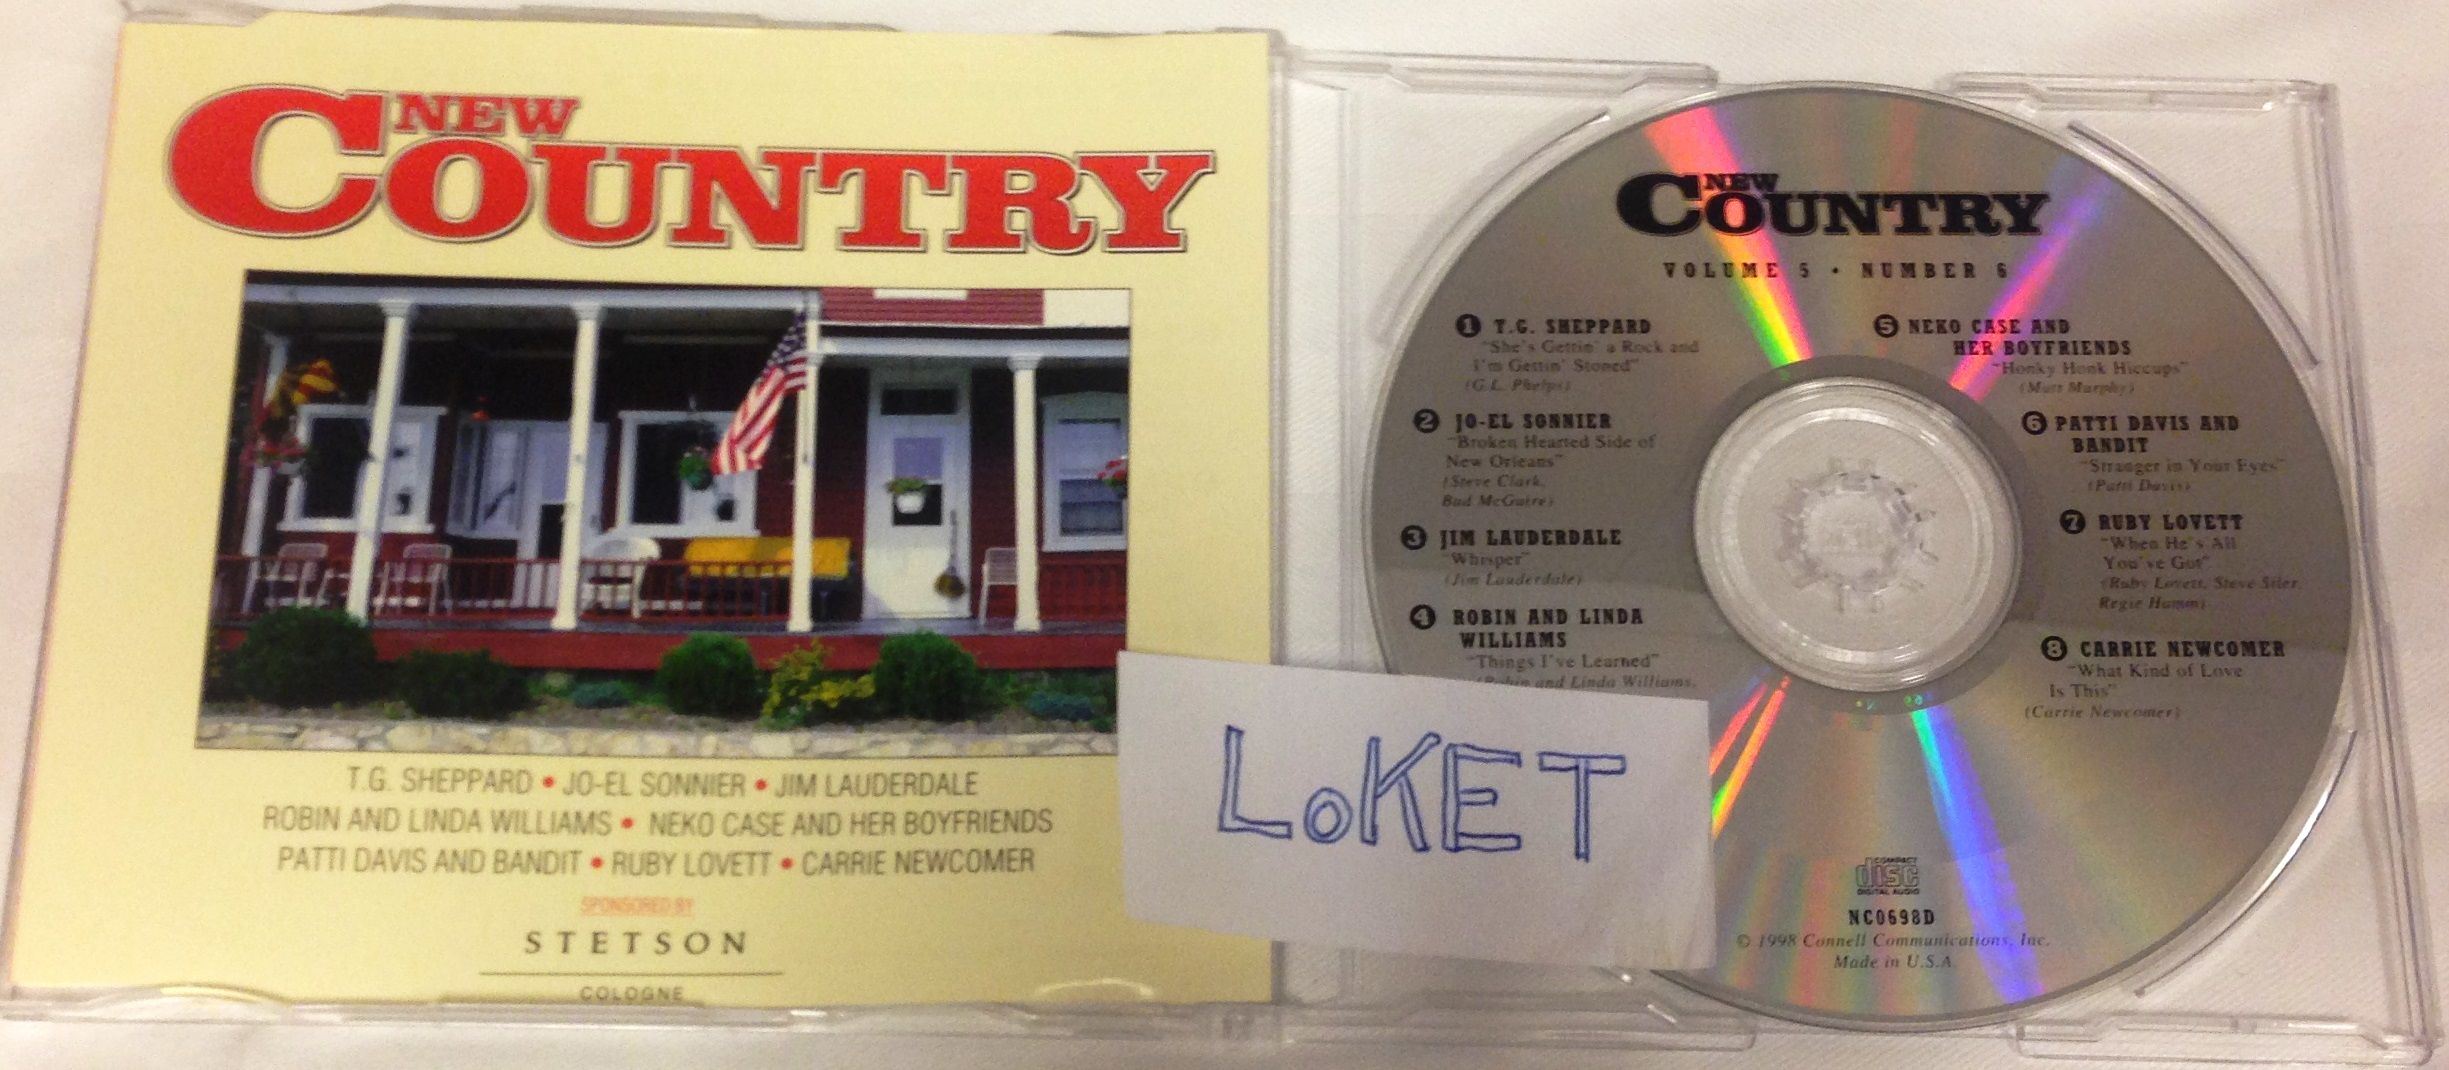 NEW
COUNTRY
T.G. SHEPPARD • JO-EL SONNIER • JIM LAUDERDALE
ROBIN AND LINDA WILLIAMS • NEKO CASE AND HER BOYFRIENDS
PATTI DAVIS AND BANDIT • RUBY LOVETT • CARRIE NEWCOMER
SPONSORED BY
STETSON
COLOGNE
LoKET
NEW
COUNTRY
VOLUME 5 • NUMBER 6
1 T.G. SHEPPARD
"She's Gettin' a Rock and
I'm Gettin' Stoned"
(G.L. Phelps)
2 JO-EL SONNIER
"Broken Hearted Side of
New Orleans"
(Steve Clark,
Bud McGuire)
3 JIM LAUDERDALE
"Whisper"
(Jim Lauderdale)
4 ROBIN AND LINDA
WILLIAMS
"Things I've Learned"
(Robin and Linda Williams,
5 NEKO CASE AND
HER BOYFRIENDS
"Honky Honk Hiccups"
(Matt Murphy)
6 PATTI DAVIS AND
BANDIT
"Stranger in Your Eyes"
(Patti Davis)
7 RUBY LOVETT
"When He's All
You've Got"
(Ruby Lovett, Steve Siler,
Regie Hamm)
8 CARRIE NEWCOMER
"What Kind of Love
Is This"
(Carrie Newcomer)
COMPACT
disc
DIGITAL AUDIO
NC0698D
© 1998 Connell Communications, Inc.
Made in U.S.A.